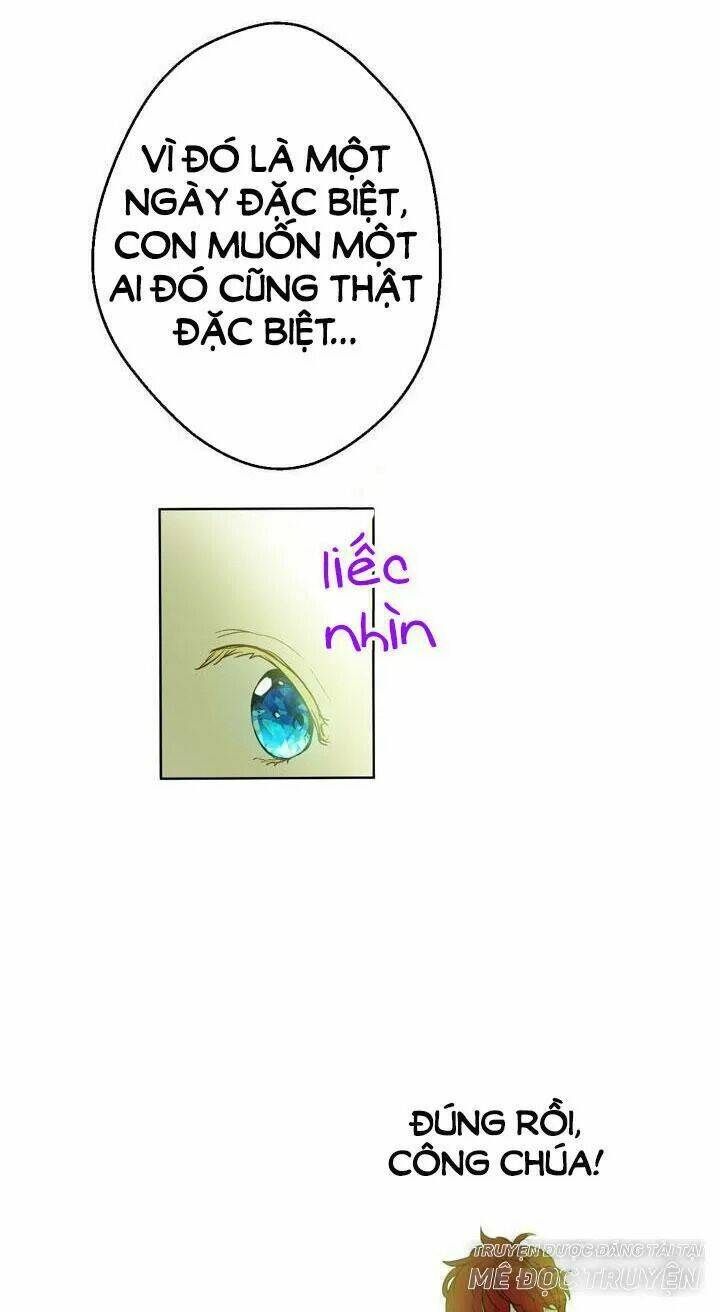 VÌ ĐÓ LÀ MỘT
NGÀY ĐẶC BIỆT,
CON MUỐN MỘT
AI ĐÓ CŨNG THẬT
ĐẶC BIỆT...
liếc
nhìn
ĐÚNG RỒI,
CÔNG CHÚA!
TRUYỆN ĐƯỢC ĐĂNG TẢI TẠI
MÊ ĐỌC TRUYỆN